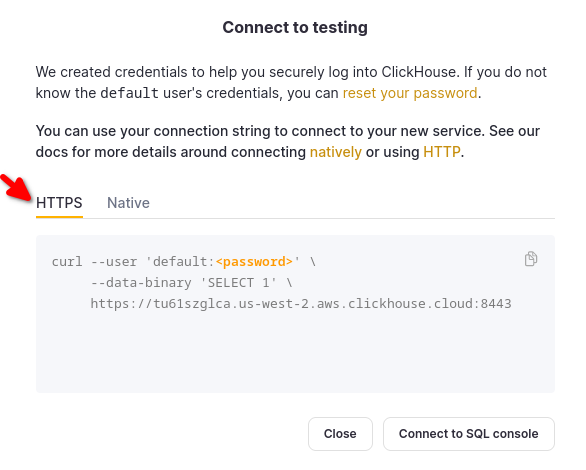 Connect to testing
We created credentials to help you securely log into ClickHouse. If you do not
know the default user's credentials, you can reset your password.
You can use your connection string to connect to your new service. See our
docs for more details around connecting natively or using HTTP.
HTTPS Native
curl --user 'default:<password>' \
--data-binary 'SELECT 1' \
https://tu61szglca.us-west-2.aws.clickhouse.cloud:8443
Close Connect to SQL console